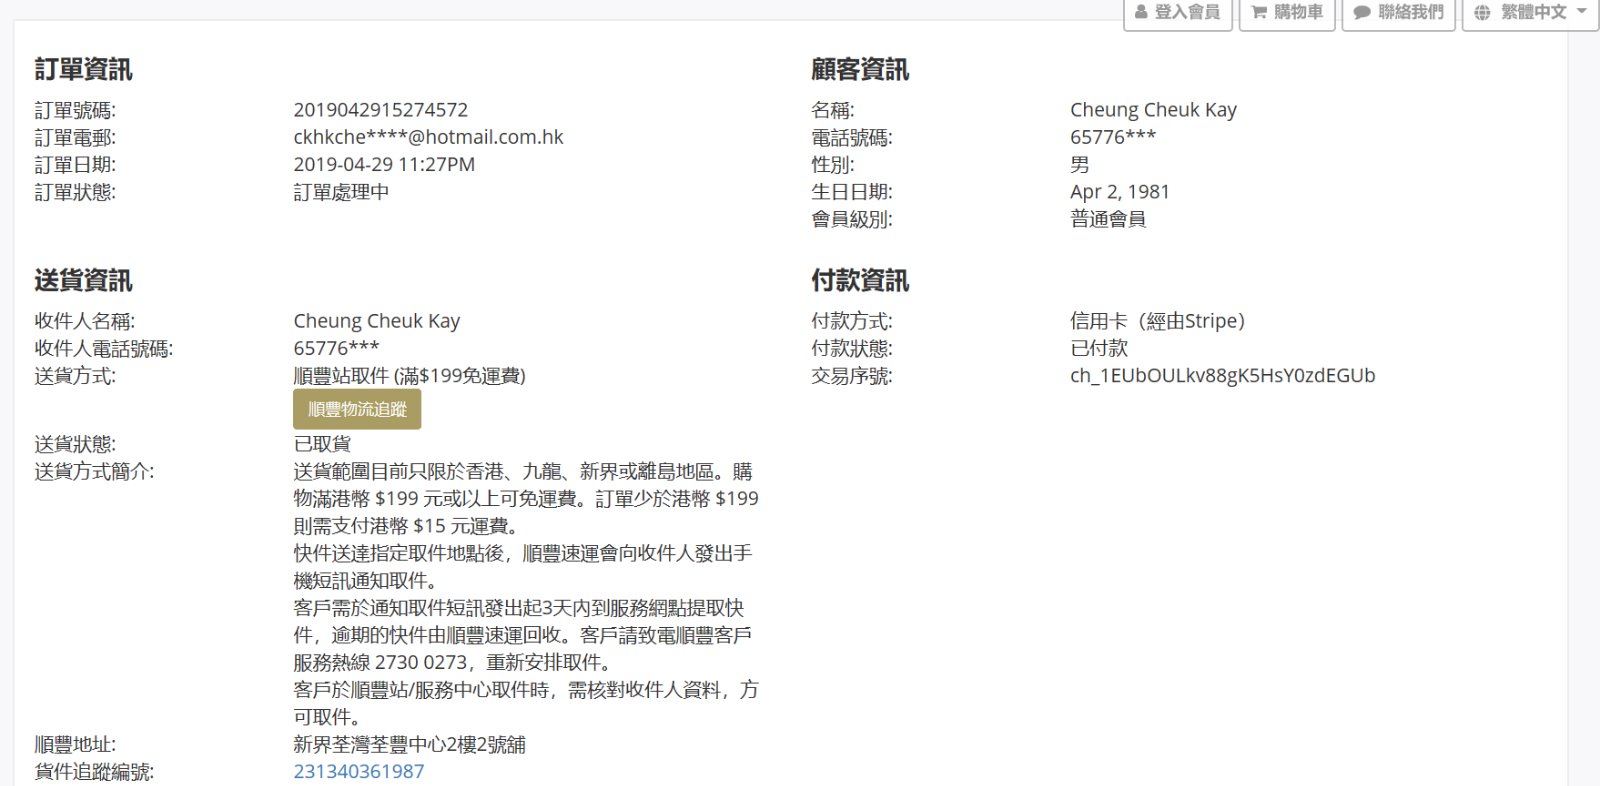 登入會員
購物車
聯絡我們
繁體中文
訂單資訊
訂單號碼: 2019042915274572
訂單電郵: ckhkche****@hotmail.com.hk
訂單日期: 2019-04-29 11:27PM
訂單狀態: 訂單處理中
顧客資訊
名稱: Cheung Cheuk Kay
電話號碼: 65776***
性別: 男
生日日期: Apr 2, 1981
會員級別: 普通會員
送貨資訊
收件人名稱: Cheung Cheuk Kay
收件人電話號碼: 65776***
送貨方式: 順豐站取件 (滿$199免運費)
順豐物流追蹤
送貨狀態: 已取貨
送貨方式簡介: 送貨範圍目前只限於香港、九龍、新界或離島地區。購
物滿港幣 $199 元或以上可免運費。訂單少於港幣 $199
則需支付港幣 $15 元運費。
快件送達指定取件地點後，順豐速運會向收件人發出手
機短訊通知取件。
客戶需於通知取件短訊發出起3天內到服務網點提取快
件，逾期的快件由順豐速運回收。客戶請致電順豐客戶
服務熱線 2730 0273，重新安排取件。
客戶於順豐站/服務中心取件時，需核對收件人資料，方
可取件。
順豐地址: 新界荃灣荃豐中心2樓2號舖
貨件追蹤編號: 231340361987
付款資訊
付款方式: 信用卡（經由Stripe）
付款狀態: 已付款
交易序號: ch_1EUbOULkv88gK5HsY0zdEGUb